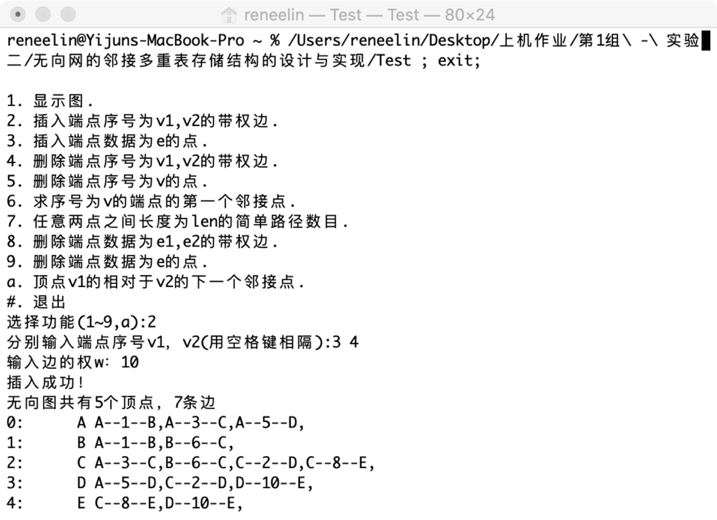 reneelin — Test — Test — 80×24
reneelin@Yijuns-MacBook-Pro ~ % /Users/reneelin/Desktop/上机作业/第1组\ -\ 实验
二/无向网的邻接多重表存储结构的设计与实现/Test ; exit;
1. 显示图.
2. 插入端点序号为v1,v2的带权边.
3. 插入端点数据为e的点.
4. 删除端点序号为v1,v2的带权边.
5. 删除端点序号为v的点.
6. 求序号为v的端点的第一个邻接点.
7. 任意两点之间长度为len的简单路径数目.
8. 删除端点数据为e1,e2的带权边.
9. 删除端点数据为e的点.
a. 顶点v1的相对于v2的下一个邻接点.
#. 退出
选择功能(1~9,a):2
分别输入端点序号v1, v2(用空格键相隔):3 4
输入边的权w: 10
插入成功!
无向图共有5个顶点, 7条边
0: A A--1--B,A--3--C,A--5--D,
1: B A--1--B,B--6--C,
2: C A--3--C,B--6--C,C--2--D,C--8--E,
3: D A--5--D,C--2--D,D--10--E,
4: E C--8--E,D--10--E,